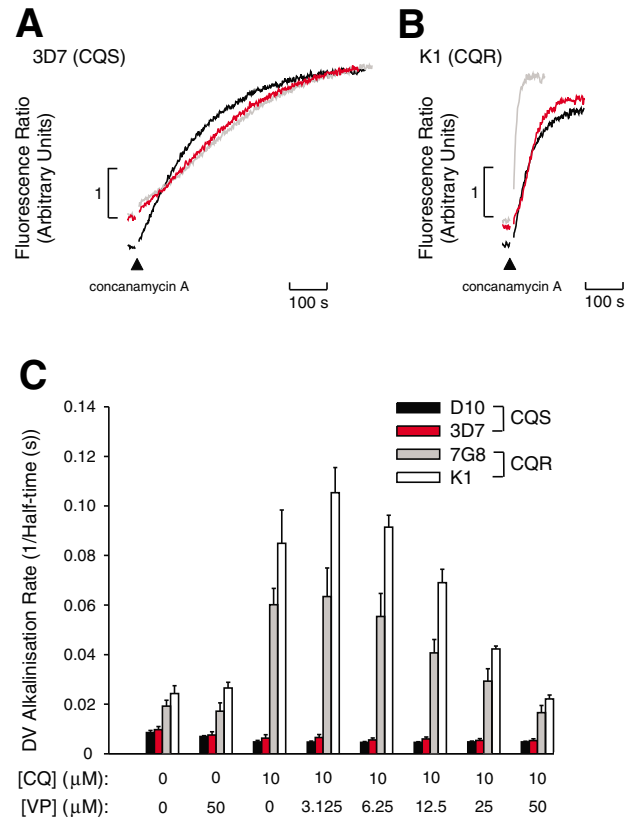 A
3D7 (CQS)
Fluorescence Ratio
(Arbitrary Units)
1
concanamycin A
100 s
B
K1 (CQR)
Fluorescence Ratio
(Arbitrary Units)
1
concanamycin A
100 s
C
DV Alkalinisation Rate (1/Half-time (s))
0.14
0.12
0.10
0.08
0.06
0.04
0.02
0
D10
3D7
CQS
7G8
K1
CQR
[CQ] (μM) 0 0 10 10 10 10 10 10
[VP] (μM) 0 50 0 3.125 6.25 12.5 25 50